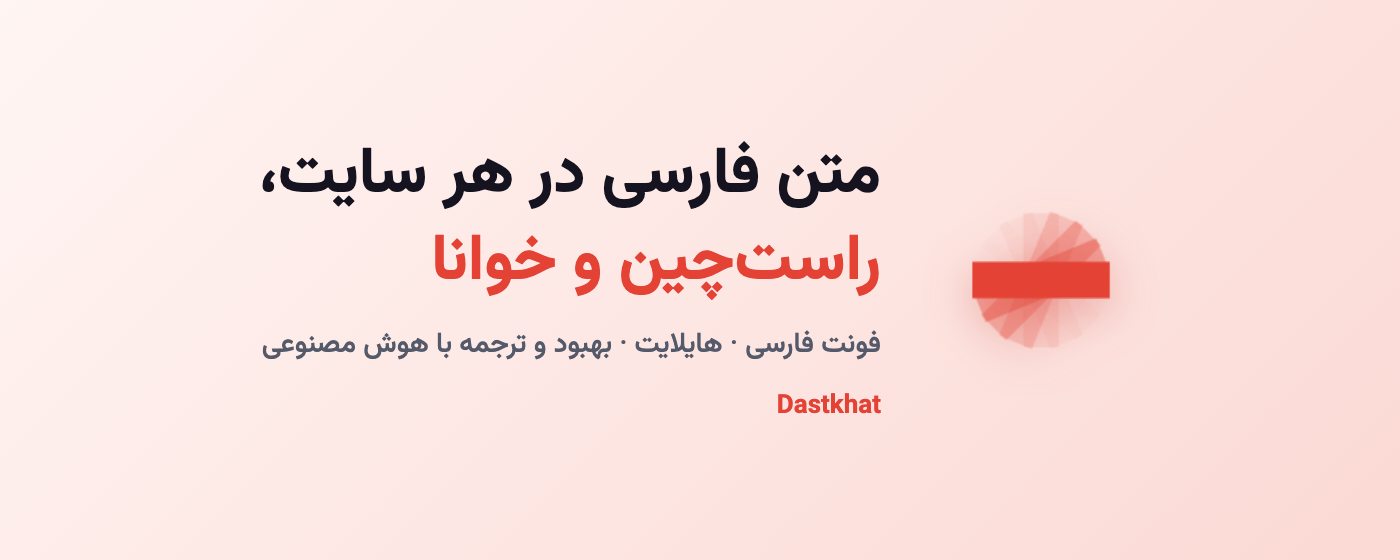 متن فارسی در هر سایت،
راست‌چین و خوانا
فونت فارسی · هایلایت · بهبود و ترجمه با هوش مصنوعی
Dastkhat